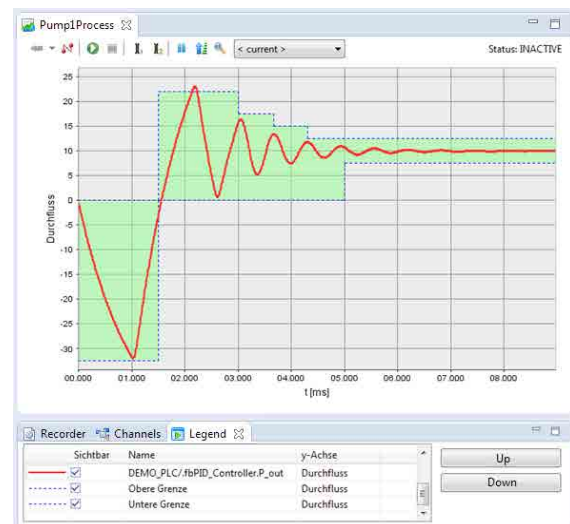 Pump1Process
< current >
Status: INACTIVE
25
20
15
10
5
0
-5
-10
-15
-20
-25
-30
Durchfluss
00.000 01.000 02.000 03.000 04.000 05.000 06.000 07.000 08.000
t [ms]
Recorder Channels Legend
Sichtbar Name y-Achse
DEMO_PLC/.fbPID_Controller.P_out Durchfluss
Obere Grenze Durchfluss
Untere Grenze Durchfluss
Up
Down